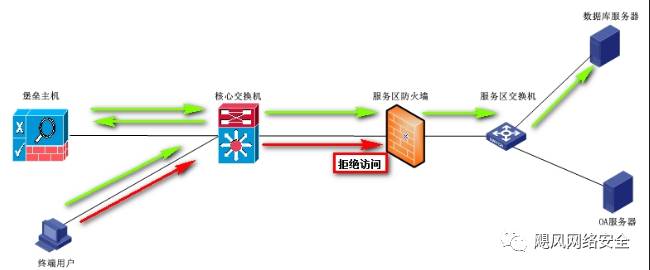 数据库服务器
堡垒主机
核心交换机
服务区防火墙
服务区交换机
拒绝访问
终端用户
OA服务器
飓风网络安全